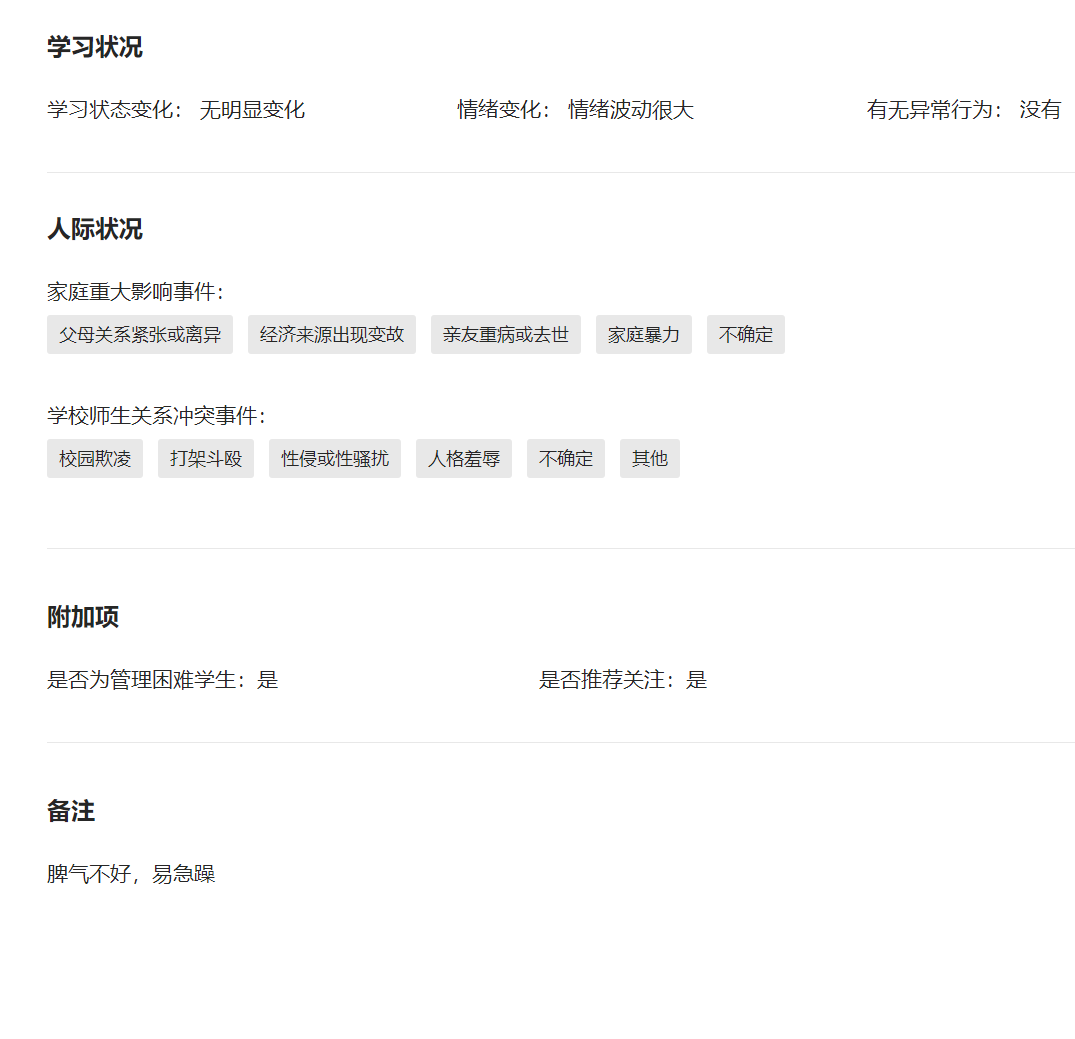 学习状况
学习状态变化： 无明显变化 情绪变化： 情绪波动很大 有无异常行为： 没有
人际状况
家庭重大影响事件：
父母关系紧张或离异 经济来源出现变故 亲友重病或去世 家庭暴力 不确定
学校师生关系冲突事件：
校园欺凌 打架斗殴 性侵或性骚扰 人格羞辱 不确定 其他
附加项
是否为管理困难学生：是 是否推荐关注：是
备注
脾气不好，易急躁